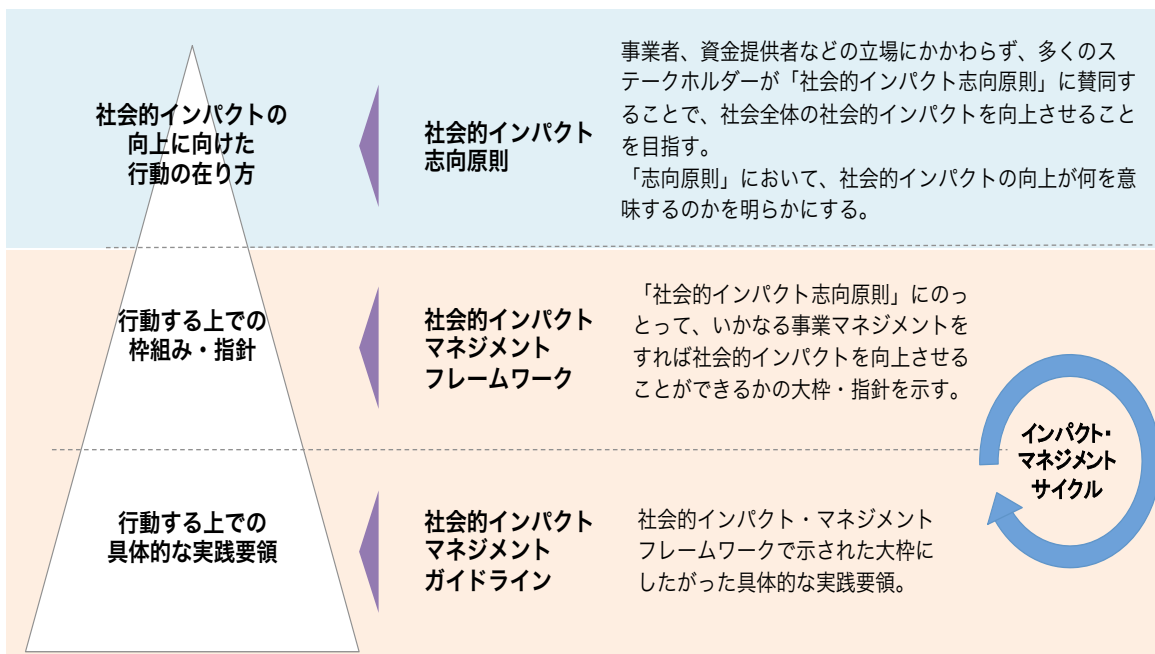 社会的インパクトの
向上に向けた
行動の在り方
社会的インパクト
志向原則
事業者、資金提供者などの立場にかかわらず、多くのス
テークホルダーが「社会的インパクト志向原則」に賛同す
ることで、社会全体の社会的インパクトを向上させること
を目指す。
「志向原則」において、社会的インパクトの向上が何を意
味するのかを明らかにする。
行動する上での
枠組み・指針
社会的インパクト
マネジメント
フレームワーク
「社会的インパクト志向原則」にのっ
とって、いかなる事業マネジメントを
すれば社会的インパクトを向上させる
ことができるかの大枠・指針を示す。
インパクト・
マネジメント
サイクル
行動する上での
具体的な実践要領
社会的インパクト
マネジメント
ガイドライン
社会的インパクト・マネジメント
フレームワークで示された大枠に
したがった具体的な実践要領。